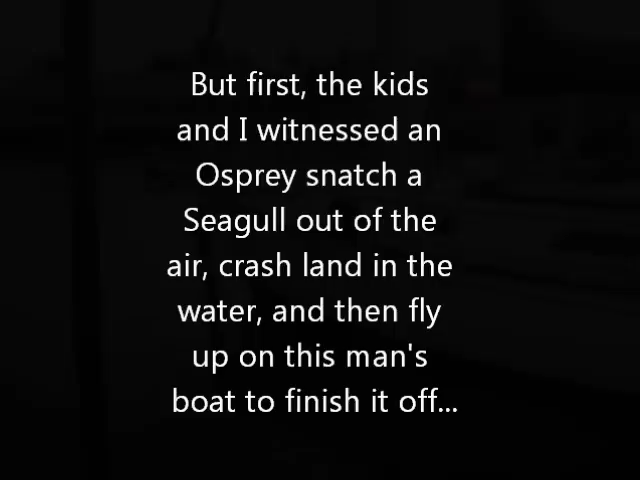 But first, the kids
and I witnessed an
Osprey snatch a
Seagull out of the
air, crash land in the
water, and then fly
up on this man's
boat to finish it off...